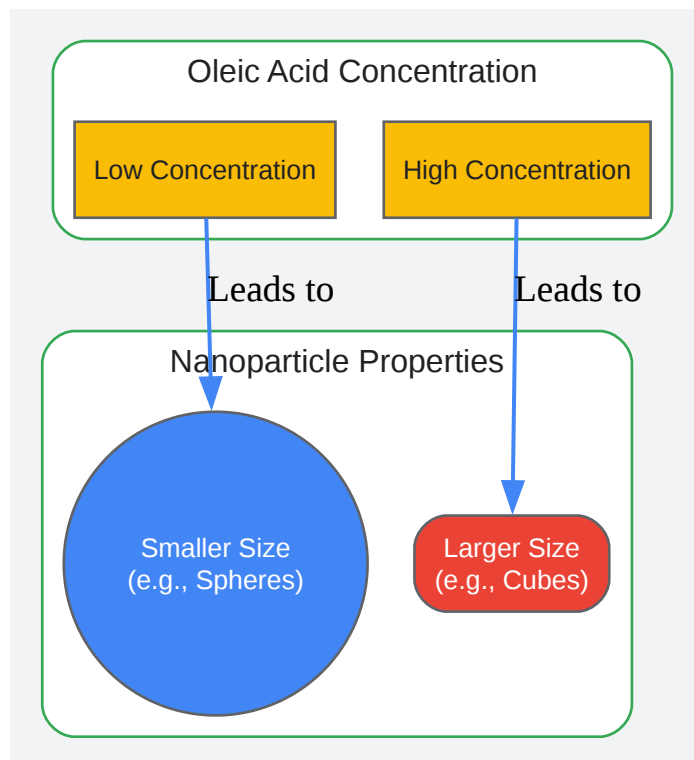 Oleic Acid Concentration
Low Concentration
High Concentration
Leads to
Leads to
Nanoparticle Properties
Smaller Size
(e.g., Spheres)
Larger Size
(e.g., Cubes)